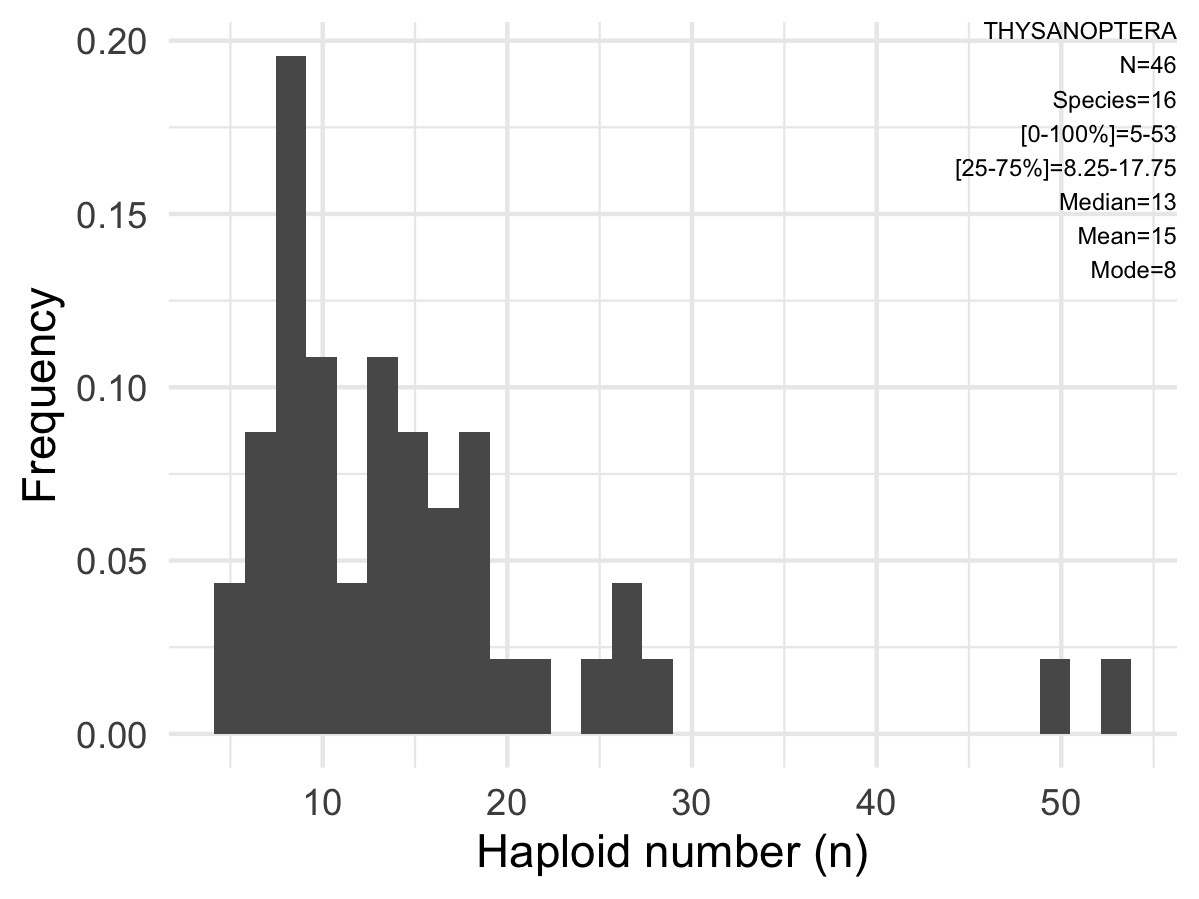 THYSANOPTERA
N=46
Species=16
[0-100%]=5-53
[25-75%]=8.25-17.75
Median=13
Mean=15
Mode=8
Frequency
0.20
0.15
0.10
0.05
0.00
10 20 30 40 50
Haploid number (n)